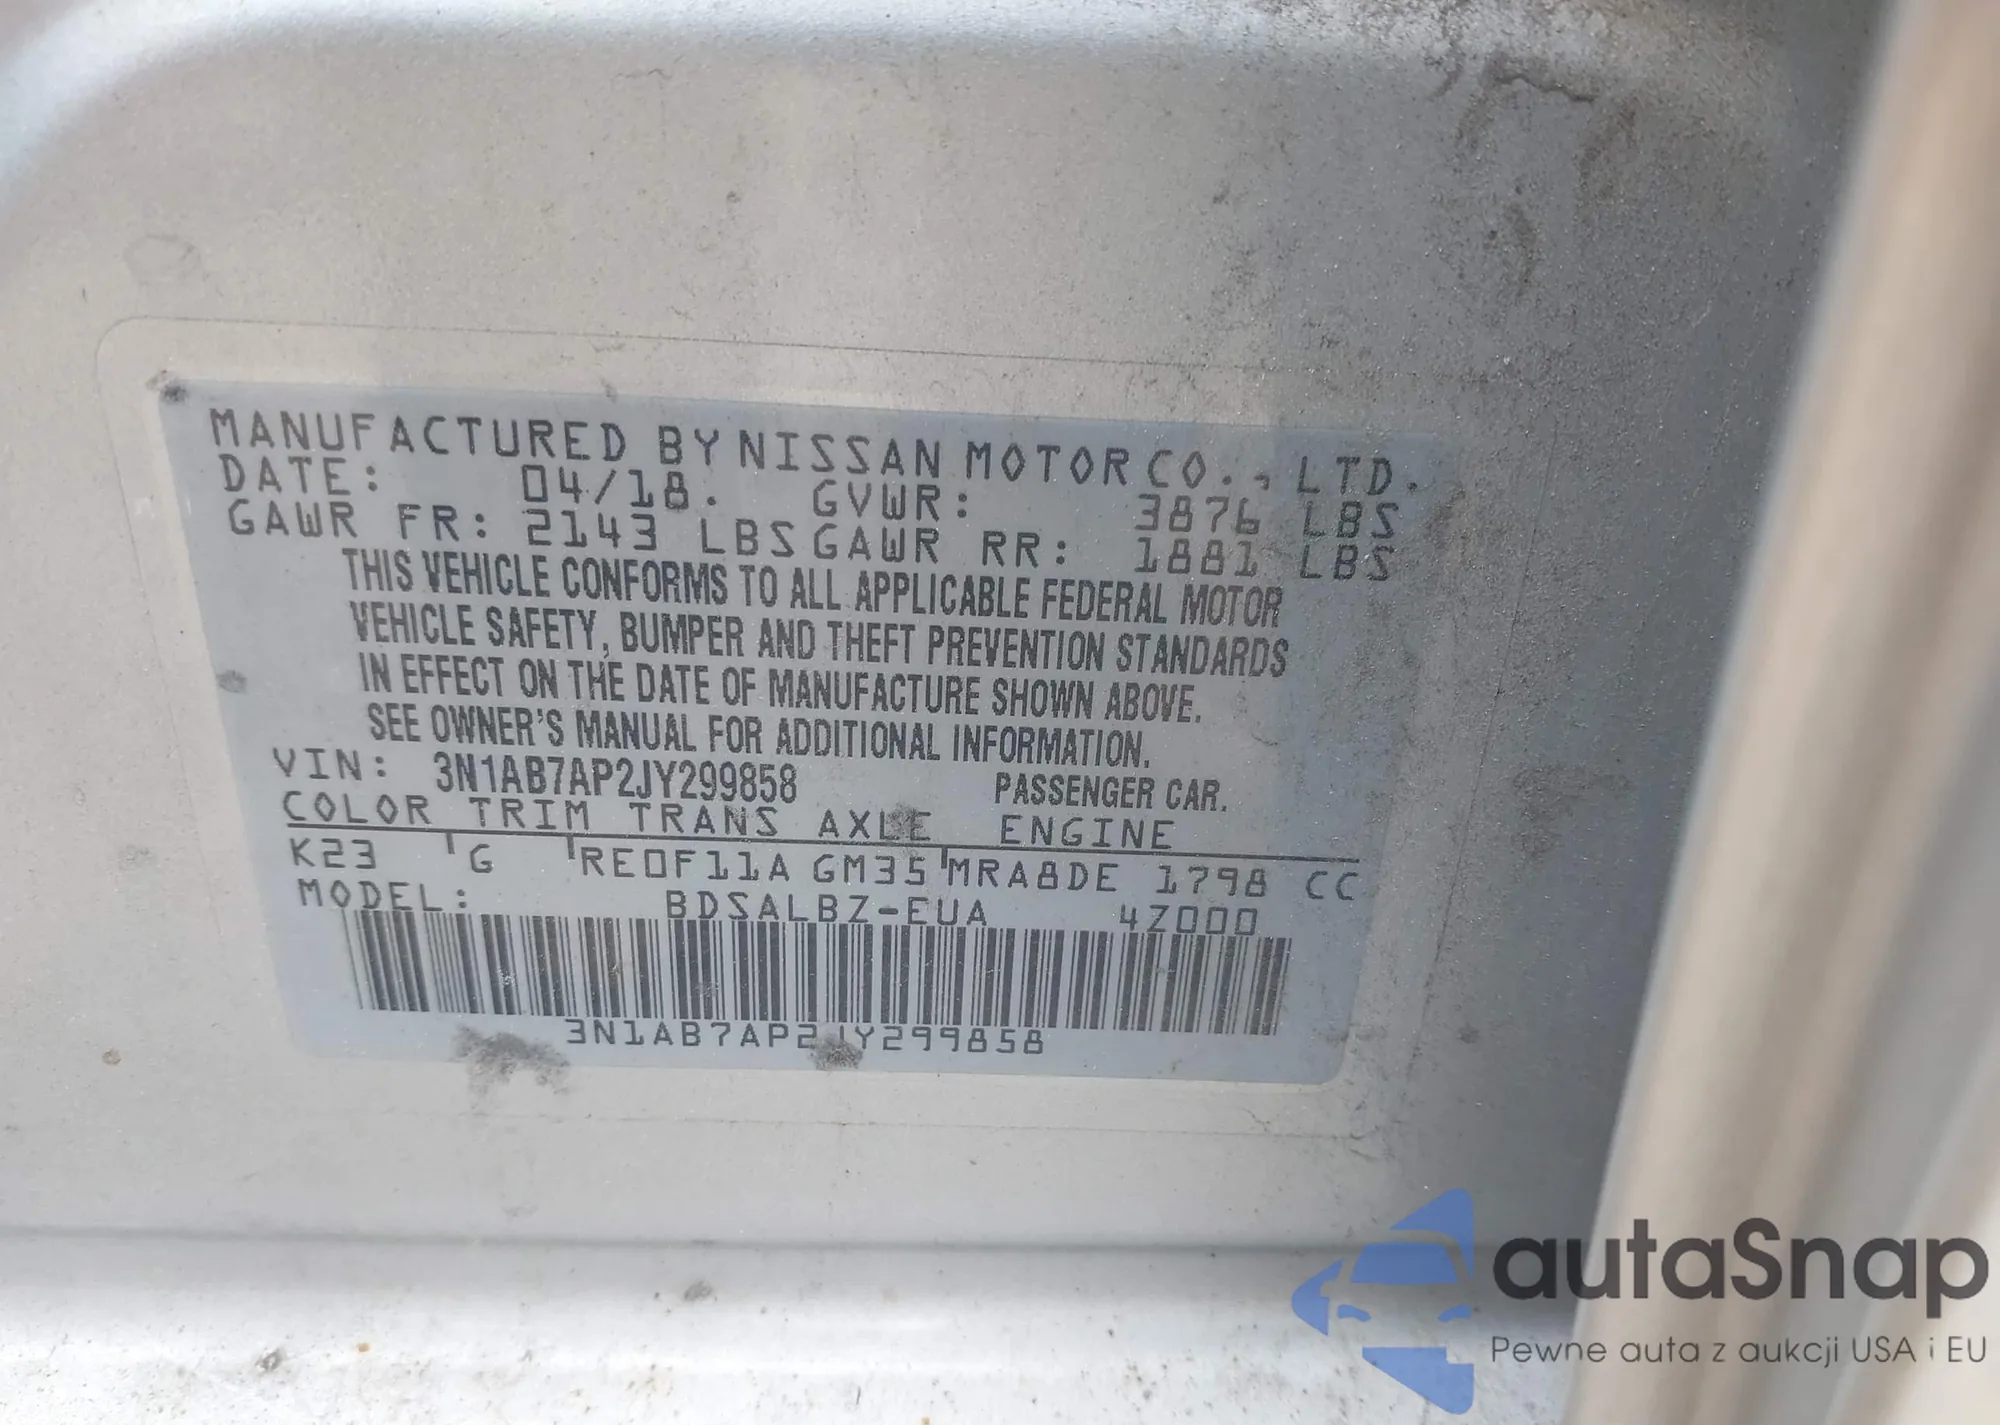 MANUFACTURED BY NISSAN MOTOR CO., LTD.
DATE: 04/18. GVWR: 3876 LBS
GAWR FR: 2143 LBS GAWR RR: 1881 LBS
THIS VEHICLE CONFORMS TO ALL APPLICABLE FEDERAL MOTOR
VEHICLE SAFETY, BUMPER AND THEFT PREVENTION STANDARDS
IN EFFECT ON THE DATE OF MANUFACTURE SHOWN ABOVE.
SEE OWNER'S MANUAL FOR ADDITIONAL INFORMATION.
VIN: 3N1AB7AP2JY299858 PASSENGER CAR.
COLOR TRIM TRANS AXLE ENGINE
K23 G RE0F11A GM35 MRA8DE 1798 CC
MODEL: BDSALBZ-EUA 4Z000
3N1AB7AP2JY299858
autaSnap
Pewne auta z aukcji USA i EU